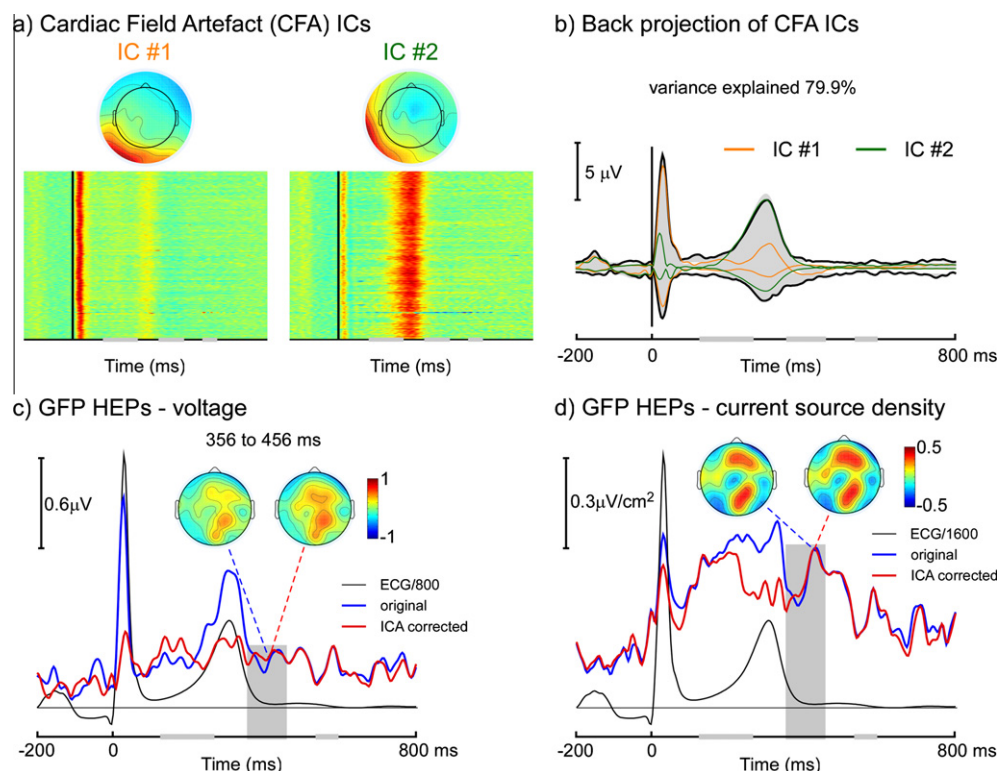 a) Cardiac Field Artefact (CFA) ICs
IC #1
IC #2
Time (ms)
Time (ms)
b) Back projection of CFA ICs
variance explained 79.9%
5 μV
IC #1
IC #2
-200
0
Time (ms)
800 ms
c) GFP HEPs - voltage
356 to 456 ms
0.6μV
1
-1
ECG/800
original
ICA corrected
-200
0
Time (ms)
800 ms
d) GFP HEPs - current source density
0.3μV/cm²
0.5
-0.5
ECG/1600
original
ICA corrected
-200
0
Time (ms)
800 ms